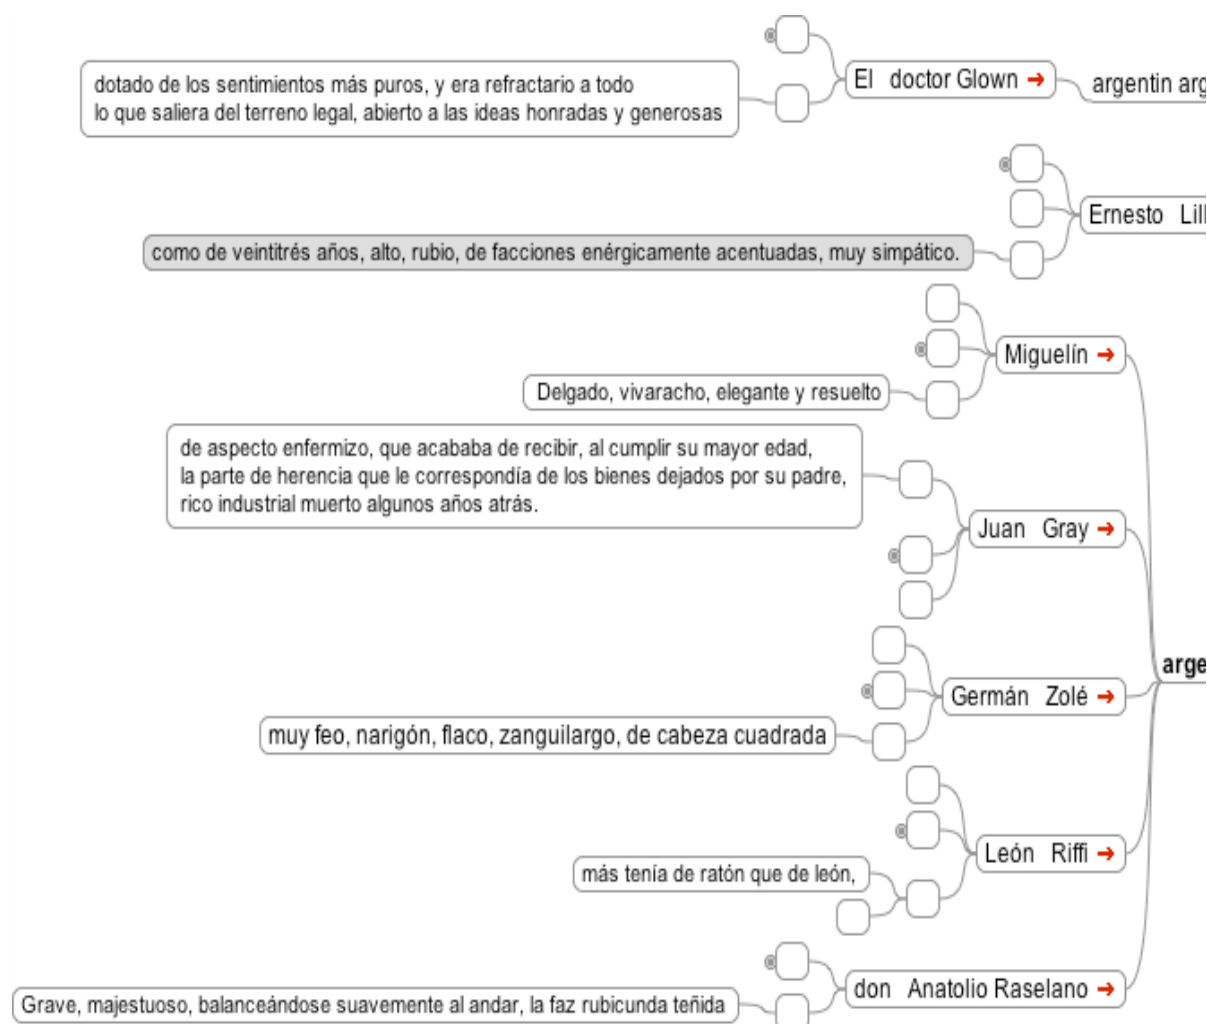 El doctor Glown
argentin
dotado de los sentimientos más puros, y era refractario a todo
lo que saliera del terreno legal, abierto a las ideas honradas y generosas
Ernesto
como de veintitrés años, alto, rubio, de facciones enérgicamente acentuadas, muy simpático.
Miguelín
Delgado, vivaracho, elegante y resuelto
de aspecto enfermizo, que acababa de recibir, al cumplir su mayor edad,
la parte de herencia que le correspondía de los bienes dejados por su padre,
rico industrial muerto algunos años atrás.
Juan Gray
Germán Zolé
muy feo, narigón, flaco, zanguilargo, de cabeza cuadrada
León Riffi
más tenía de ratón que de león,
don Anatolio Raselano
Grave, majestuoso, balanceándose suavemente al andar, la faz rubicunda teñida